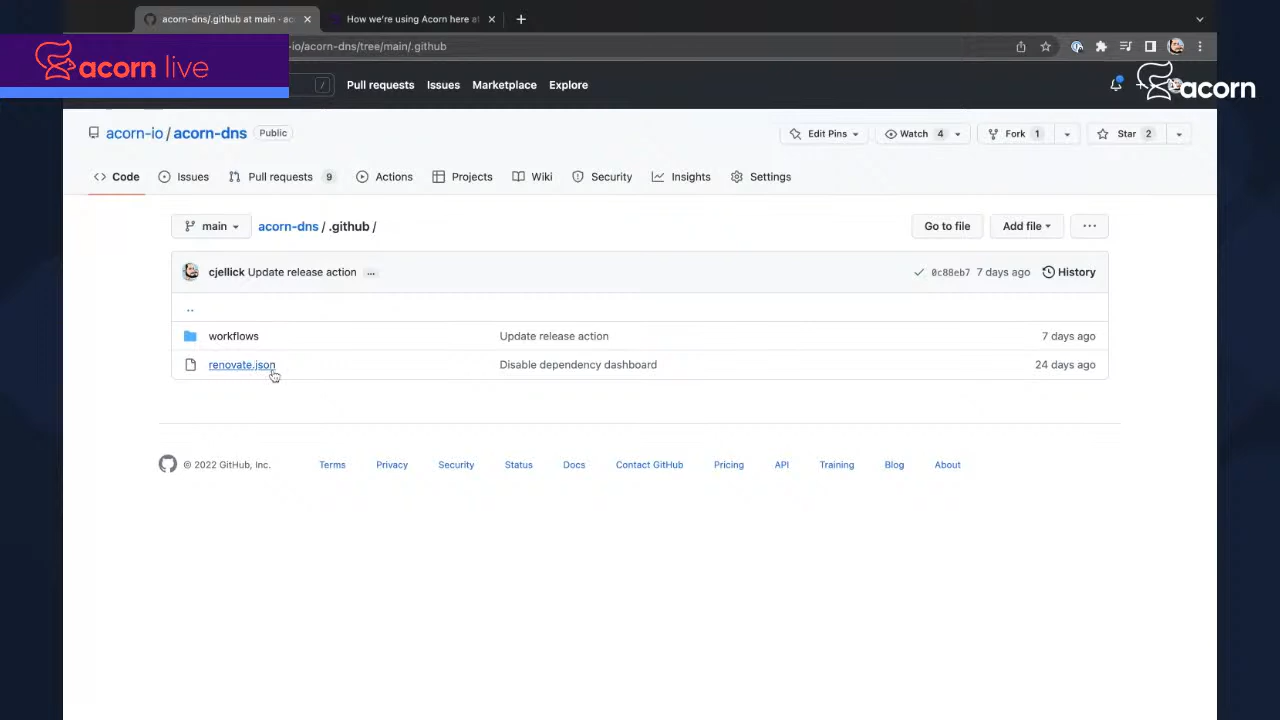 acorn-dns/.github at main · aco
How we're using Acorn here at
acorn live
-io/acorn-dns/tree/main/.github
/
Pull requests
Issues
Marketplace
Explore
acorn
acorn-io / acorn-dns
Public
Edit Pins
Watch 4
Fork 1
Star 2
Code
Issues
Pull requests 9
Actions
Projects
Wiki
Security
Insights
Settings
main
acorn-dns / .github /
Go to file
Add file
...
cjellick Update release action ...
0c88eb7 7 days ago
History
..
workflows
Update release action
7 days ago
renovate.json
Disable dependency dashboard
24 days ago
© 2022 GitHub, Inc.
Terms
Privacy
Security
Status
Docs
Contact GitHub
Pricing
API
Training
Blog
About